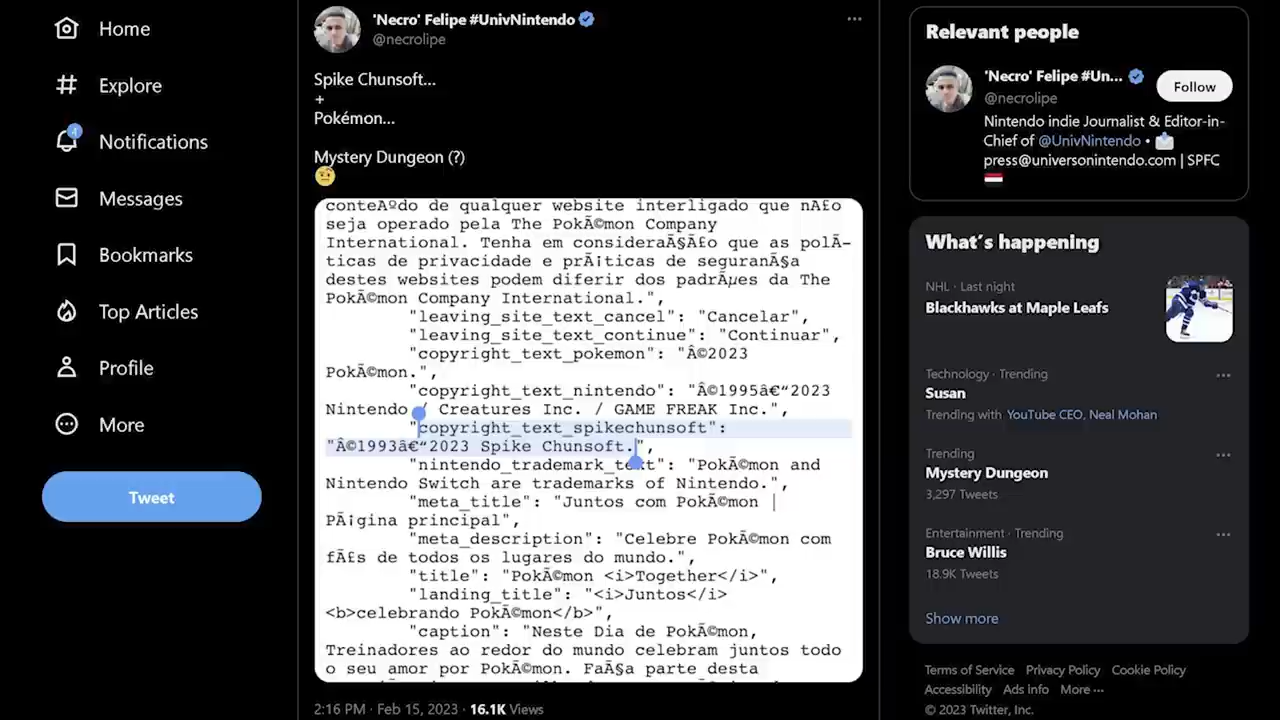 Home
Explore
4
Notifications
Messages
Bookmarks
Top Articles
Profile
More
Tweet
'Necro' Felipe #UnivNintendo
@necrolipe
Spike Chunsoft...
+
Pokémon...
Mystery Dungeon (?)
conteÃºdo de qualquer website interligado que nÃ£o
seja operado pela The PokÃ©mon Company
International. Tenha em consideraÃ§Ã£o que as polÃ-
ticas de privacidade e prÃ¡ticas de seguranÃ§a
destes websites podem diferir dos padrÃµes da The
PokÃ©mon Company International.",
"leaving_site_text_cancel": "Cancelar",
"leaving_site_text_continue": "Continuar",
"copyright_text_pokemon": "Â©2023
PokÃ©mon.",
"copyright_text_nintendo": "Â©1995â€“2023
Nintendo / Creatures Inc. / GAME FREAK Inc.",
"copyright_text_spikechunsoft":
"Â©1993â€“2023 Spike Chunsoft.",
"nintendo_trademark_text": "PokÃ©mon and
Nintendo Switch are trademarks of Nintendo.",
"meta_title": "Juntos com PokÃ©mon |
PÃ¡gina principal",
"meta_description": "Celebre PokÃ©mon com
fÃ£s de todos os lugares do mundo.",
"title": "PokÃ©mon <i>Together</i>",
"landing_title": "<i>Juntos</i>
<b>celebrando PokÃ©mon</b>",
"caption": "Neste Dia de PokÃ©mon,
Treinadores ao redor do mundo celebram juntos todo
o seu amor por PokÃ©mon. FaÃ§a parte desta
2:16 PM · Feb 15, 2023 · 16.1K Views
Relevant people
'Necro' Felipe #Un...
@necrolipe
Follow
Nintendo indie Journalist & Editor-in-
Chief of @UnivNintendo •
press@universonintendo.com | SPFC
What's happening
NHL · Last night
Blackhawks at Maple Leafs
Technology · Trending
Susan
Trending with YouTube CEO, Neal Mohan
Trending
Mystery Dungeon
3,297 Tweets
Entertainment · Trending
Bruce Willis
18.9K Tweets
Show more
Terms of Service Privacy Policy Cookie Policy
Accessibility Ads info More ···
© 2023 Twitter, Inc.